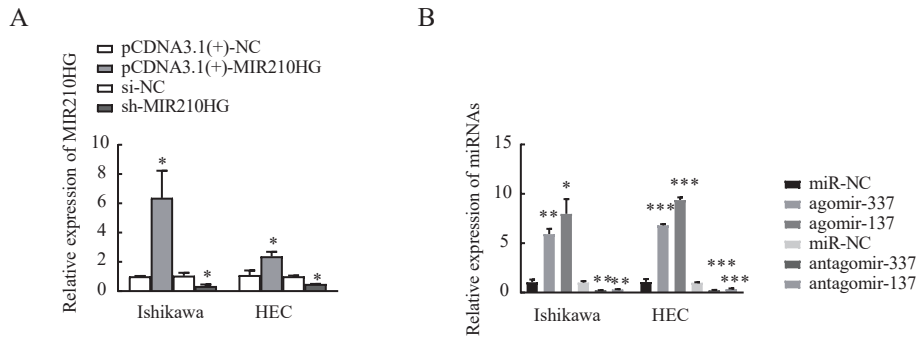 A
pCDNA3.1(+)-NC
pCDNA3.1(+)-MIR210HG
si-NC
sh-MIR210HG
Relative expression of MIR210HG
10
8
6
4
2
0
*
*
*
*
Ishikawa
HEC
B
Relative expression of miRNAs
15
10
5
0
**
*
**
**
***
***
***
***
Ishikawa
HEC
miR-NC
agomir-337
agomir-137
miR-NC
antagomir-337
antagomir-137